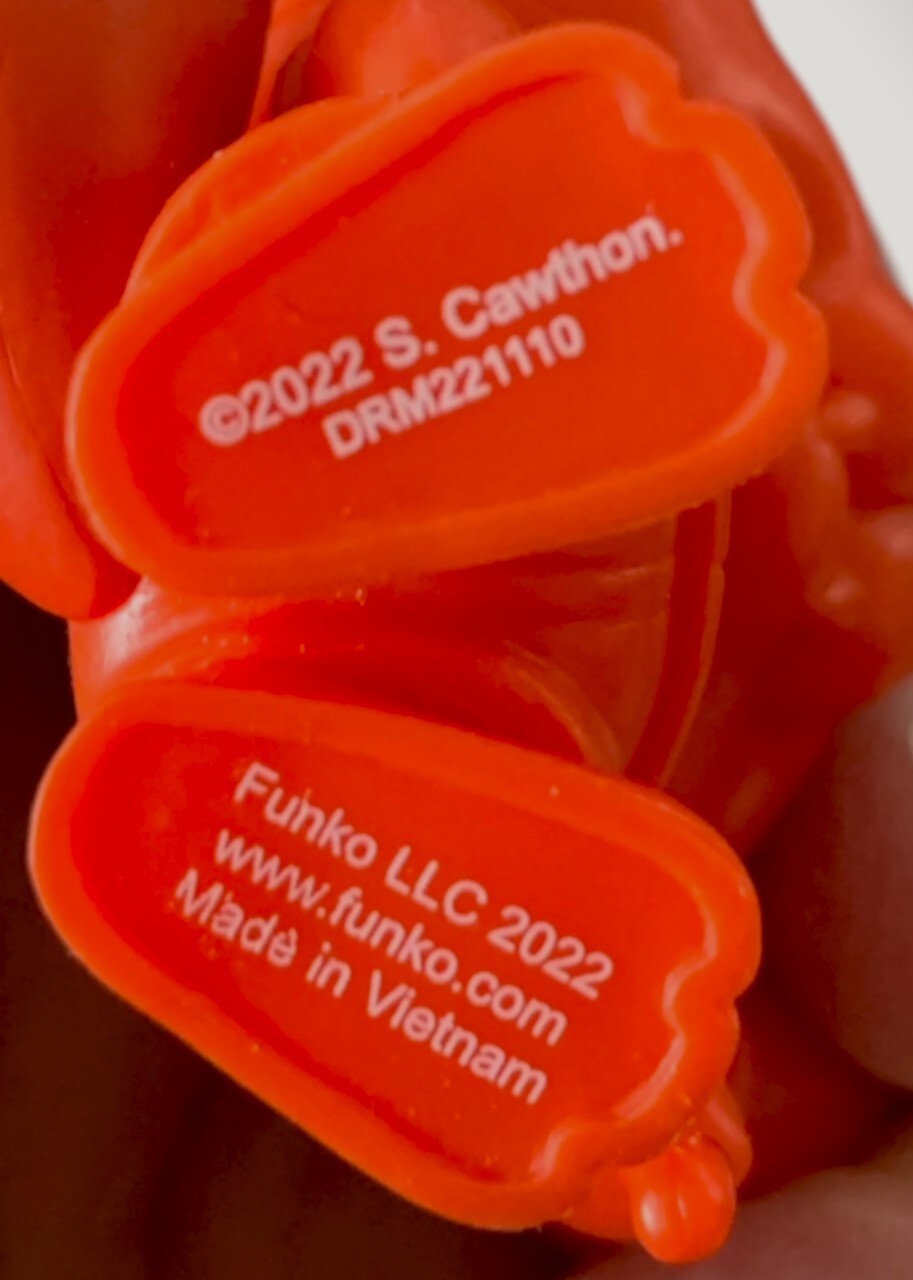 ©2022 S. Cawthon.
DRM221110
Funko LLC 2022
www.funko.com
Made in Vietnam